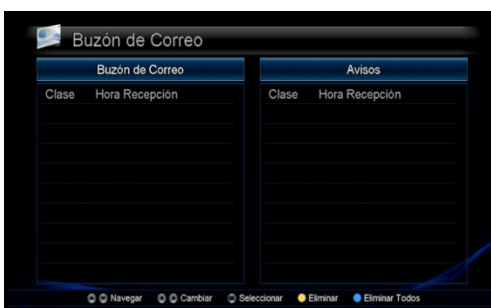 Buzón de Correo
Buzón de Correo Avisos
Clase Hora Recepción Clase Hora Recepción
Navegar Cambiar Seleccionar Eliminar Eliminar Todos